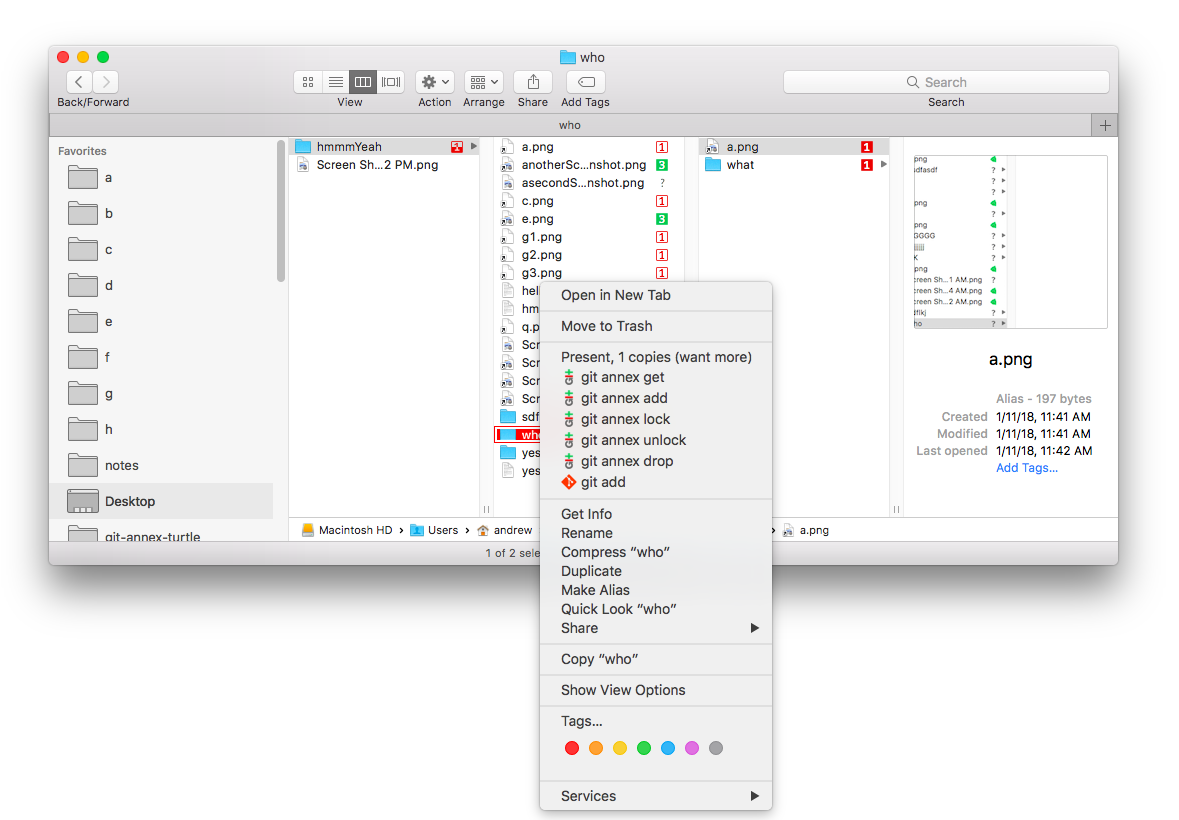 who
Back/Forward
View
Action
Arrange
Share
Add Tags
Search
Search
who
Favorites
a
b
c
d
e
f
g
h
notes
Desktop
git-annex-turtle
hmmmYeah 1
Screen Sh...2 PM.png
a.png 1
anotherSc...nshot.png 3
asecondS...nshot.png ?
c.png 1
e.png 3
g1.png 1
g2.png 1
g3.png 1
hel
hm
q.p
Scr
Scr
Scr
Scr
sdf
who
yes
yes
a.png 1
what 1
Open in New Tab
Move to Trash
Present, 1 copies (want more)
git annex get
git annex add
git annex lock
git annex unlock
git annex drop
git add
Get Info
Rename
Compress “who”
Duplicate
Make Alias
Quick Look “who”
Share
Copy “who”
Show View Options
Tags...
Services
png
sdfasdf ?
?
?
png
?
png
GGGG ?
jjjjj ?
K ?
png
creen Sh...1 AM.png ?
creen Sh...4 AM.png
creen Sh...2 AM.png
dflkj ?
ho ?
a.png
Alias - 197 bytes
Created 1/11/18, 11:41 AM
Modified 1/11/18, 11:41 AM
Last opened 1/11/18, 11:42 AM
Add Tags...
Macintosh HD › Users › andrew › a.png
1 of 2 sele